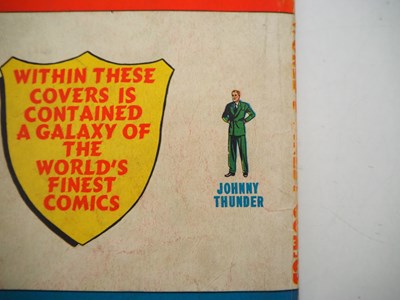 WITHIN THESE
COVERS IS
CONTAINED
A GALAXY OF
THE
WORLD'S
FINEST
COMICS
JOHNNY
THUNDER